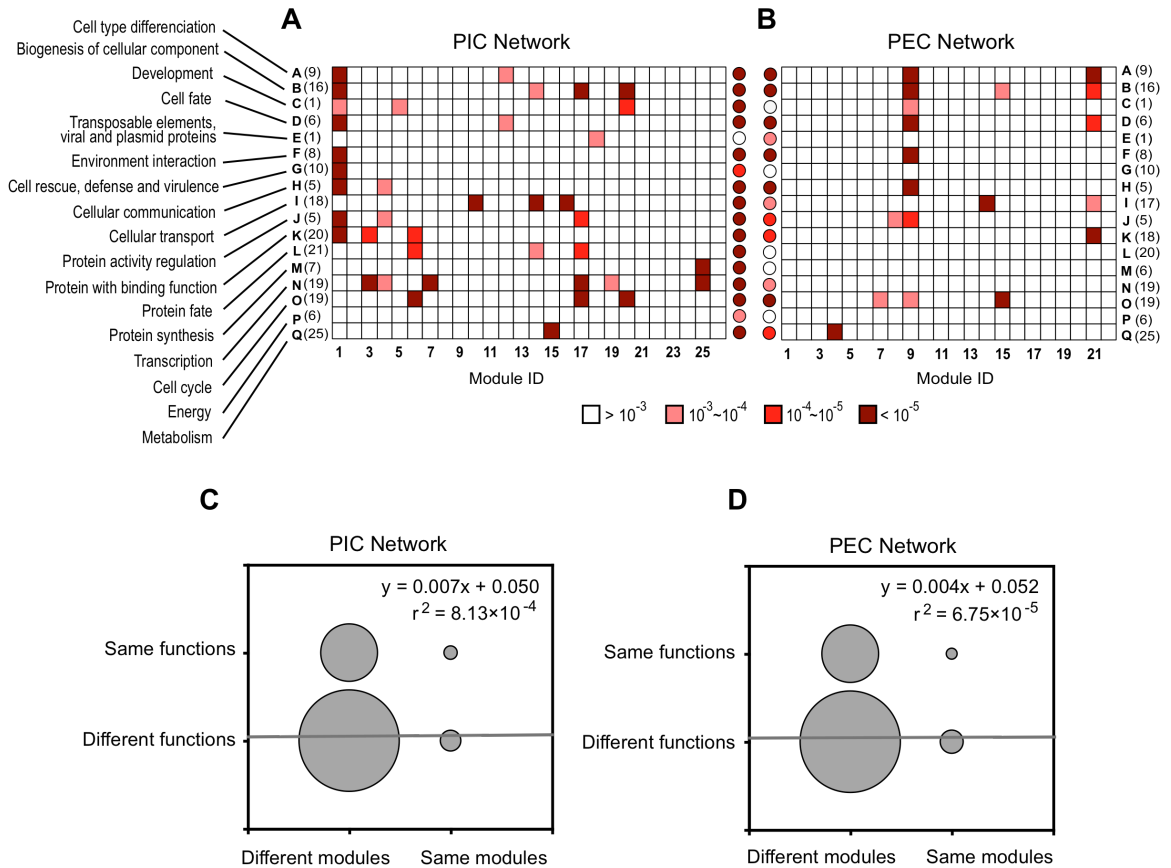 A
B
PIC Network
PEC Network
Cell type differenciation
Biogenesis of cellular component
Development
Cell fate
Transposable elements,
viral and plasmid proteins
Environment interaction
Cell rescue, defense and virulence
Cellular communication
Cellular transport
Protein activity regulation
Protein with binding function
Protein fate
Protein synthesis
Transcription
Cell cycle
Energy
Metabolism
A (9)
B (16)
C (1)
D (6)
E (1)
F (8)
G (10)
H (5)
I (18)
J (5)
K (20)
L (21)
M (7)
N (19)
O (19)
P (6)
Q (25)
1 3 5 7 9 11 13 15 17 19 21 23 25
Module ID
A (9)
B (16)
C (1)
D (6)
E (1)
F (8)
G (10)
H (5)
I (17)
J (5)
K (18)
L (20)
M (6)
N (19)
O (19)
P (6)
Q (25)
1 3 5 7 9 11 13 15 17 19 21
Module ID
> 10-3 10-3~10-4 10-4~10-5 < 10-5
C
PIC Network
y = 0.007x + 0.050
r2 = 8.13×10-4
Same functions
Different functions
Different modules Same modules
D
PEC Network
y = 0.004x + 0.052
r2 = 6.75×10-5
Same functions
Different functions
Different modules Same modules